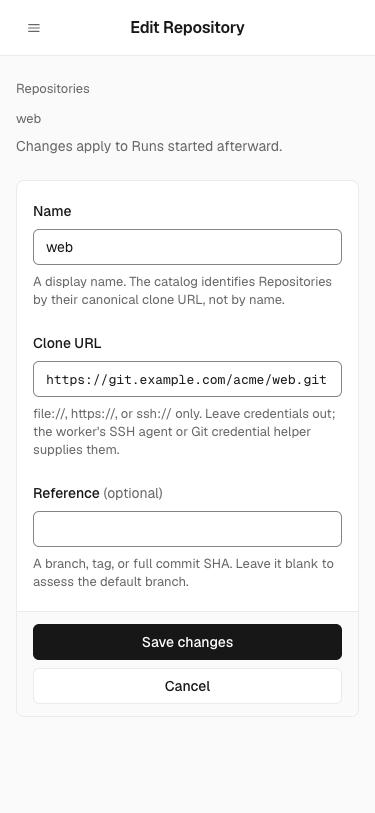 Edit Repository
Repositories
web
Changes apply to Runs started afterward.
Name
web
A display name. The catalog identifies Repositories
by their canonical clone URL, not by name.
Clone URL
https://git.example.com/acme/web.git
file://, https://, or ssh:// only. Leave credentials out;
the worker's SSH agent or Git credential helper
supplies them.
Reference (optional)
A branch, tag, or full commit SHA. Leave it blank to
assess the default branch.
Save changes
Cancel